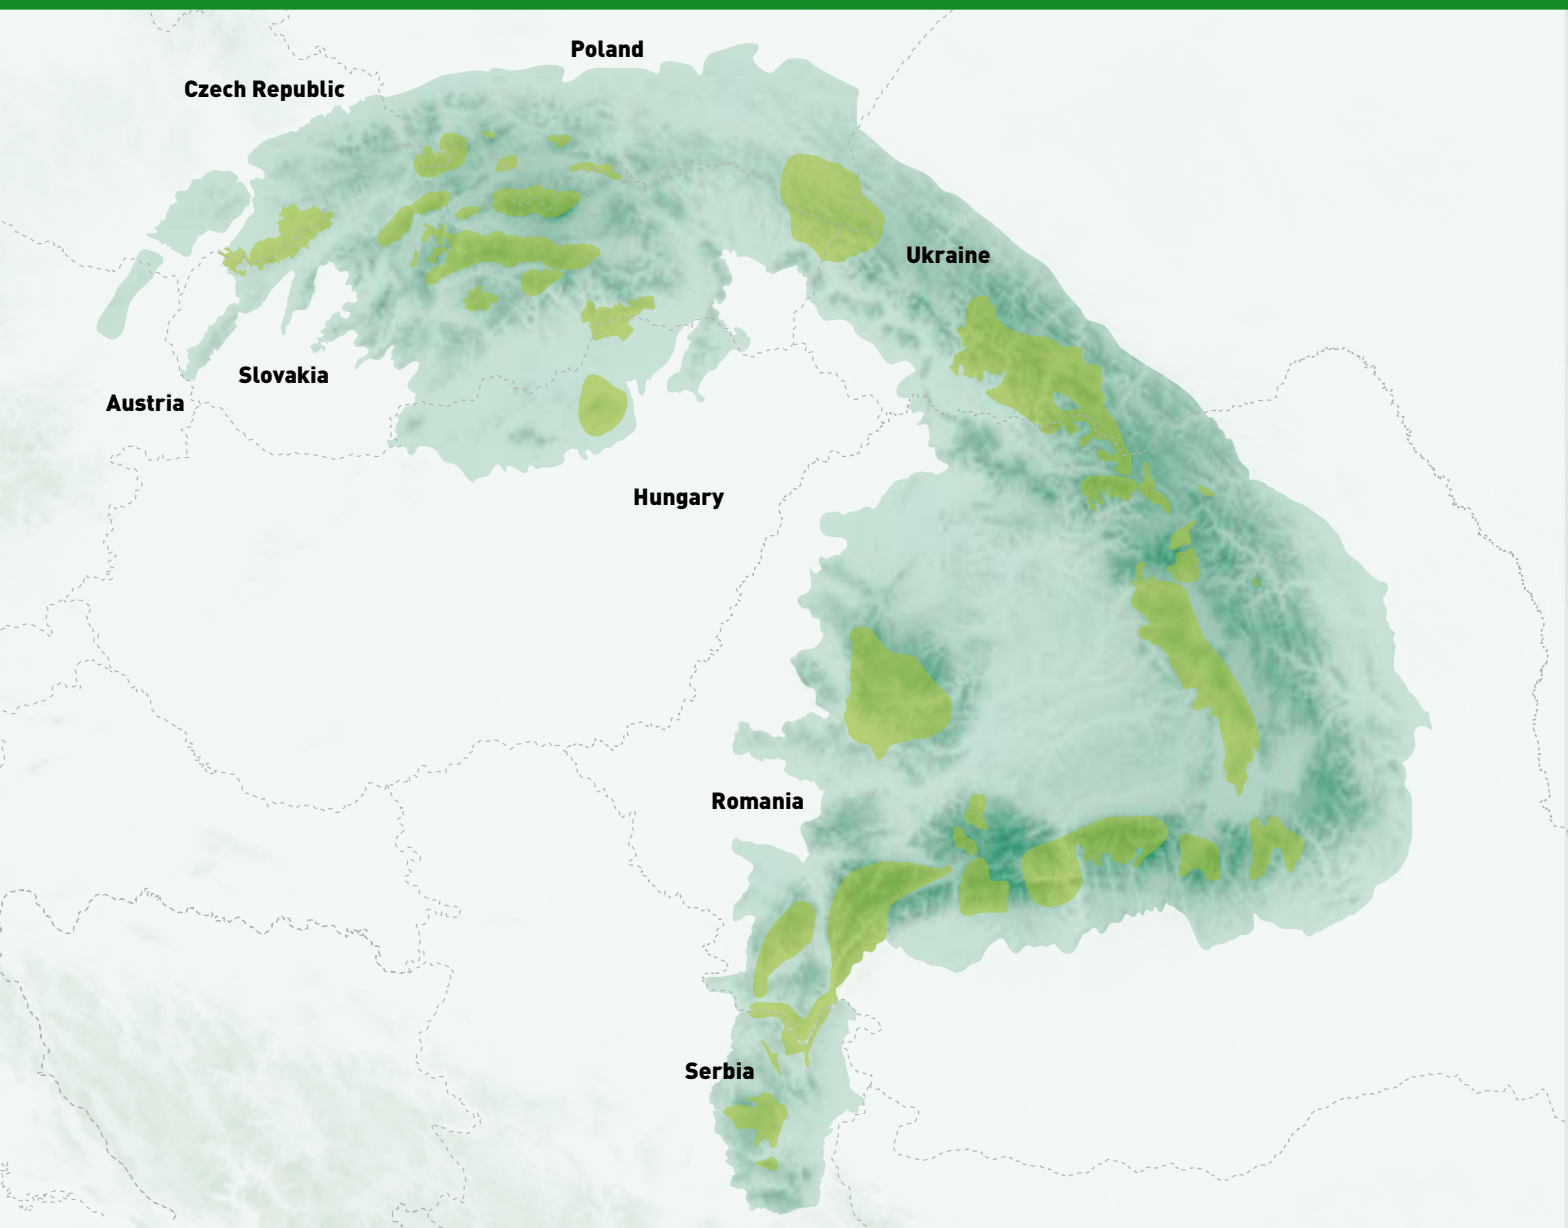 Poland
Czech Republic
Ukraine
Slovakia
Austria
Hungary
Romania
Serbia